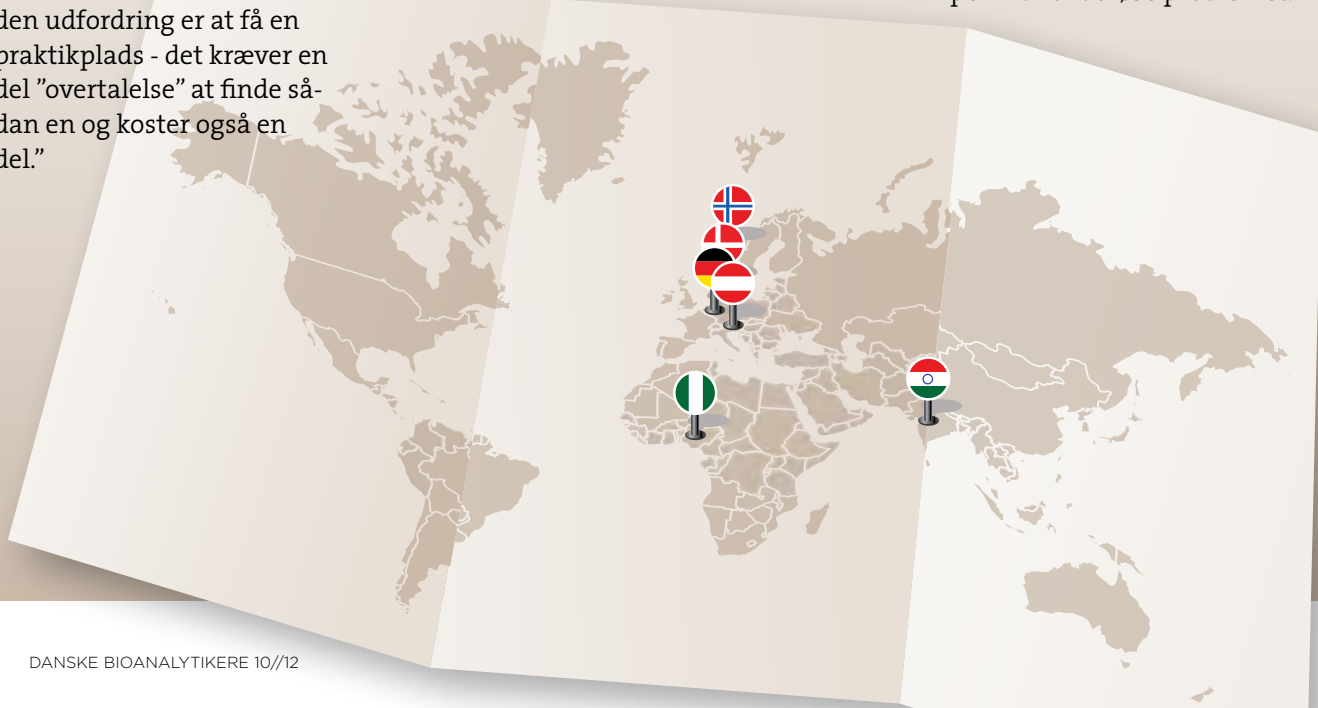 den udfordring er at få en
praktikplads - det kræver en
del ”overtalelse” at finde så-
dan en og koster også en
del.”
DANSKE BIOANALYTIKERE 10//12